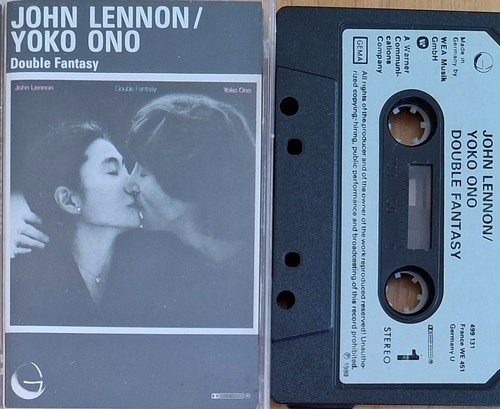 JOHN LENNON/
YOKO ONO
Double Fantasy
John Lennon
Double Fantasy
Yoko Ono
JOHN LENNON/
YOKO ONO
DOUBLE FANTASY
499 131
France WE 451
Germany U
STEREO
1
Made in
Germany by
WEA Musik
GmbH
A Warner
Communi-
cations
Company
GEMA
All rights of the producer and of the owner of the work reproduced reserved! Unautho-
rized copying, hiring, public performance and broadcasting of this record prohibited.
℗ 1980